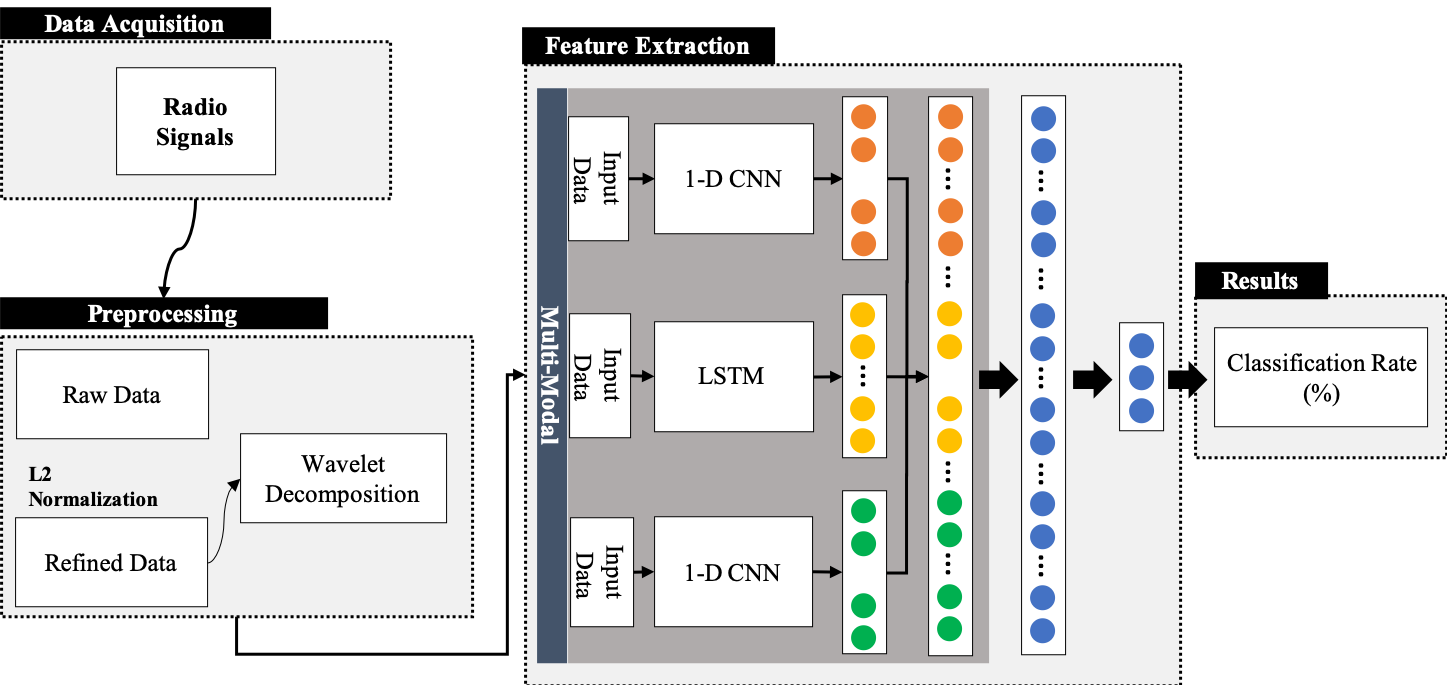 Data Acquisition
Radio
Signals
Preprocessing
Raw Data
L2
Normalization
Refined Data
Wavelet
Decomposition
Feature Extraction
Multi-Modal
Input
Data
1-D CNN
Input
Data
LSTM
Input
Data
1-D CNN
Results
Classification Rate
(%)